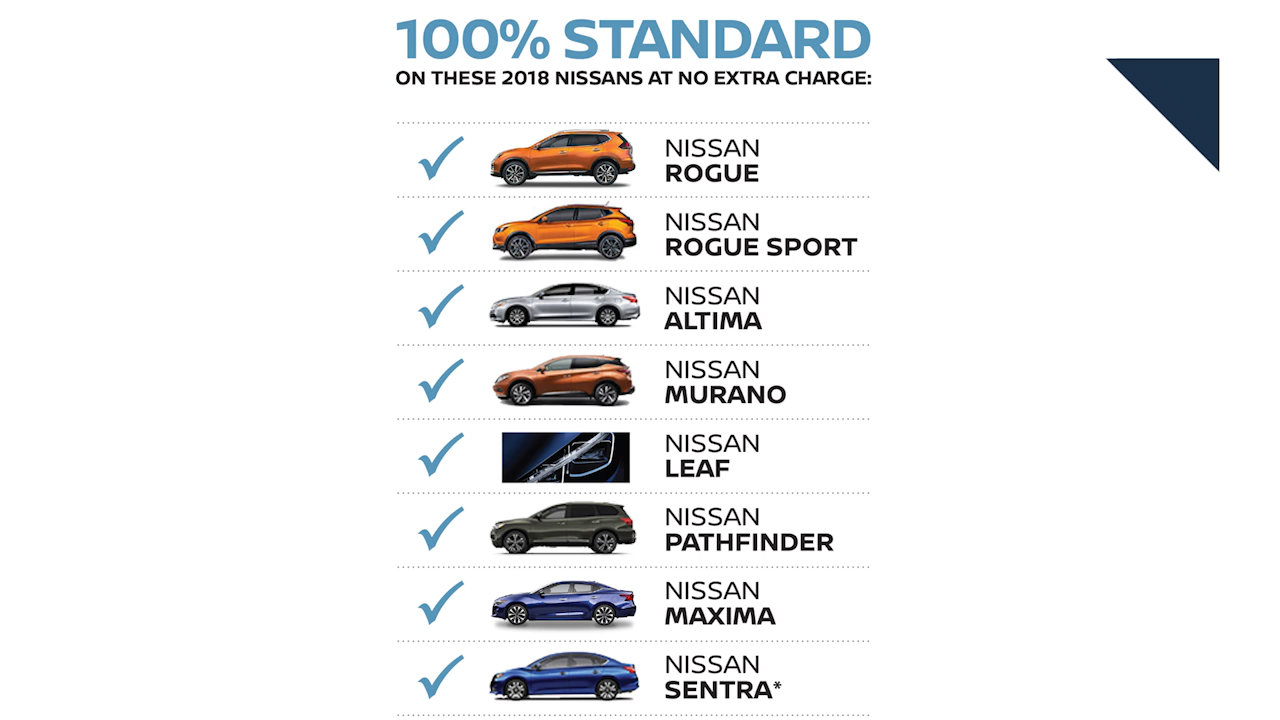 100% STANDARD
ON THESE 2018 NISSANS AT NO EXTRA CHARGE:
NISSAN
ROGUE
NISSAN
ROGUE SPORT
NISSAN
ALTIMA
NISSAN
MURANO
NISSAN
LEAF
NISSAN
PATHFINDER
NISSAN
MAXIMA
NISSAN
SENTRA*